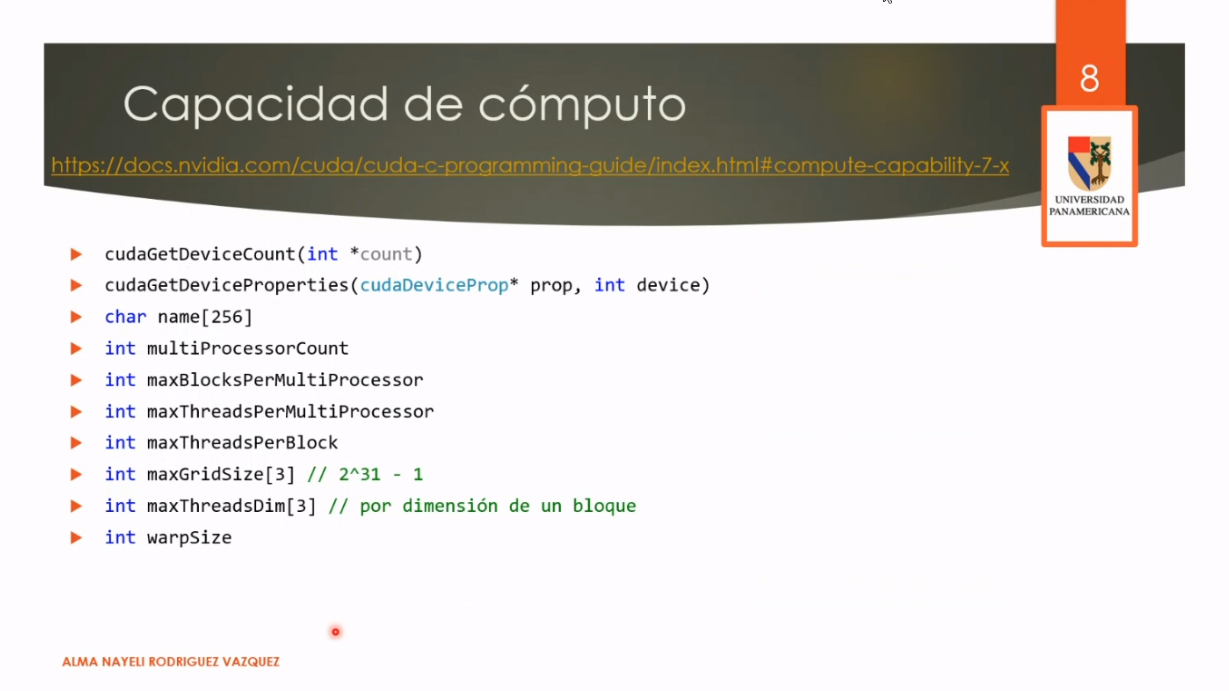 8
Capacidad de cómputo
https://docs.nvidia.com/cuda/cuda-c-programming-guide/index.html#compute-capability-7-x
UNIVERSIDAD
PANAMERICANA
cudaGetDeviceCount(int *count)
cudaGetDeviceProperties(cudaDeviceProp* prop, int device)
char name[256]
int multiProcessorCount
int maxBlocksPerMultiProcessor
int maxThreadsPerMultiProcessor
int maxThreadsPerBlock
int maxGridSize[3] // 2^31 - 1
int maxThreadsDim[3] // por dimensión de un bloque
int warpSize
ALMA NAYELI RODRIGUEZ VAZQUEZ